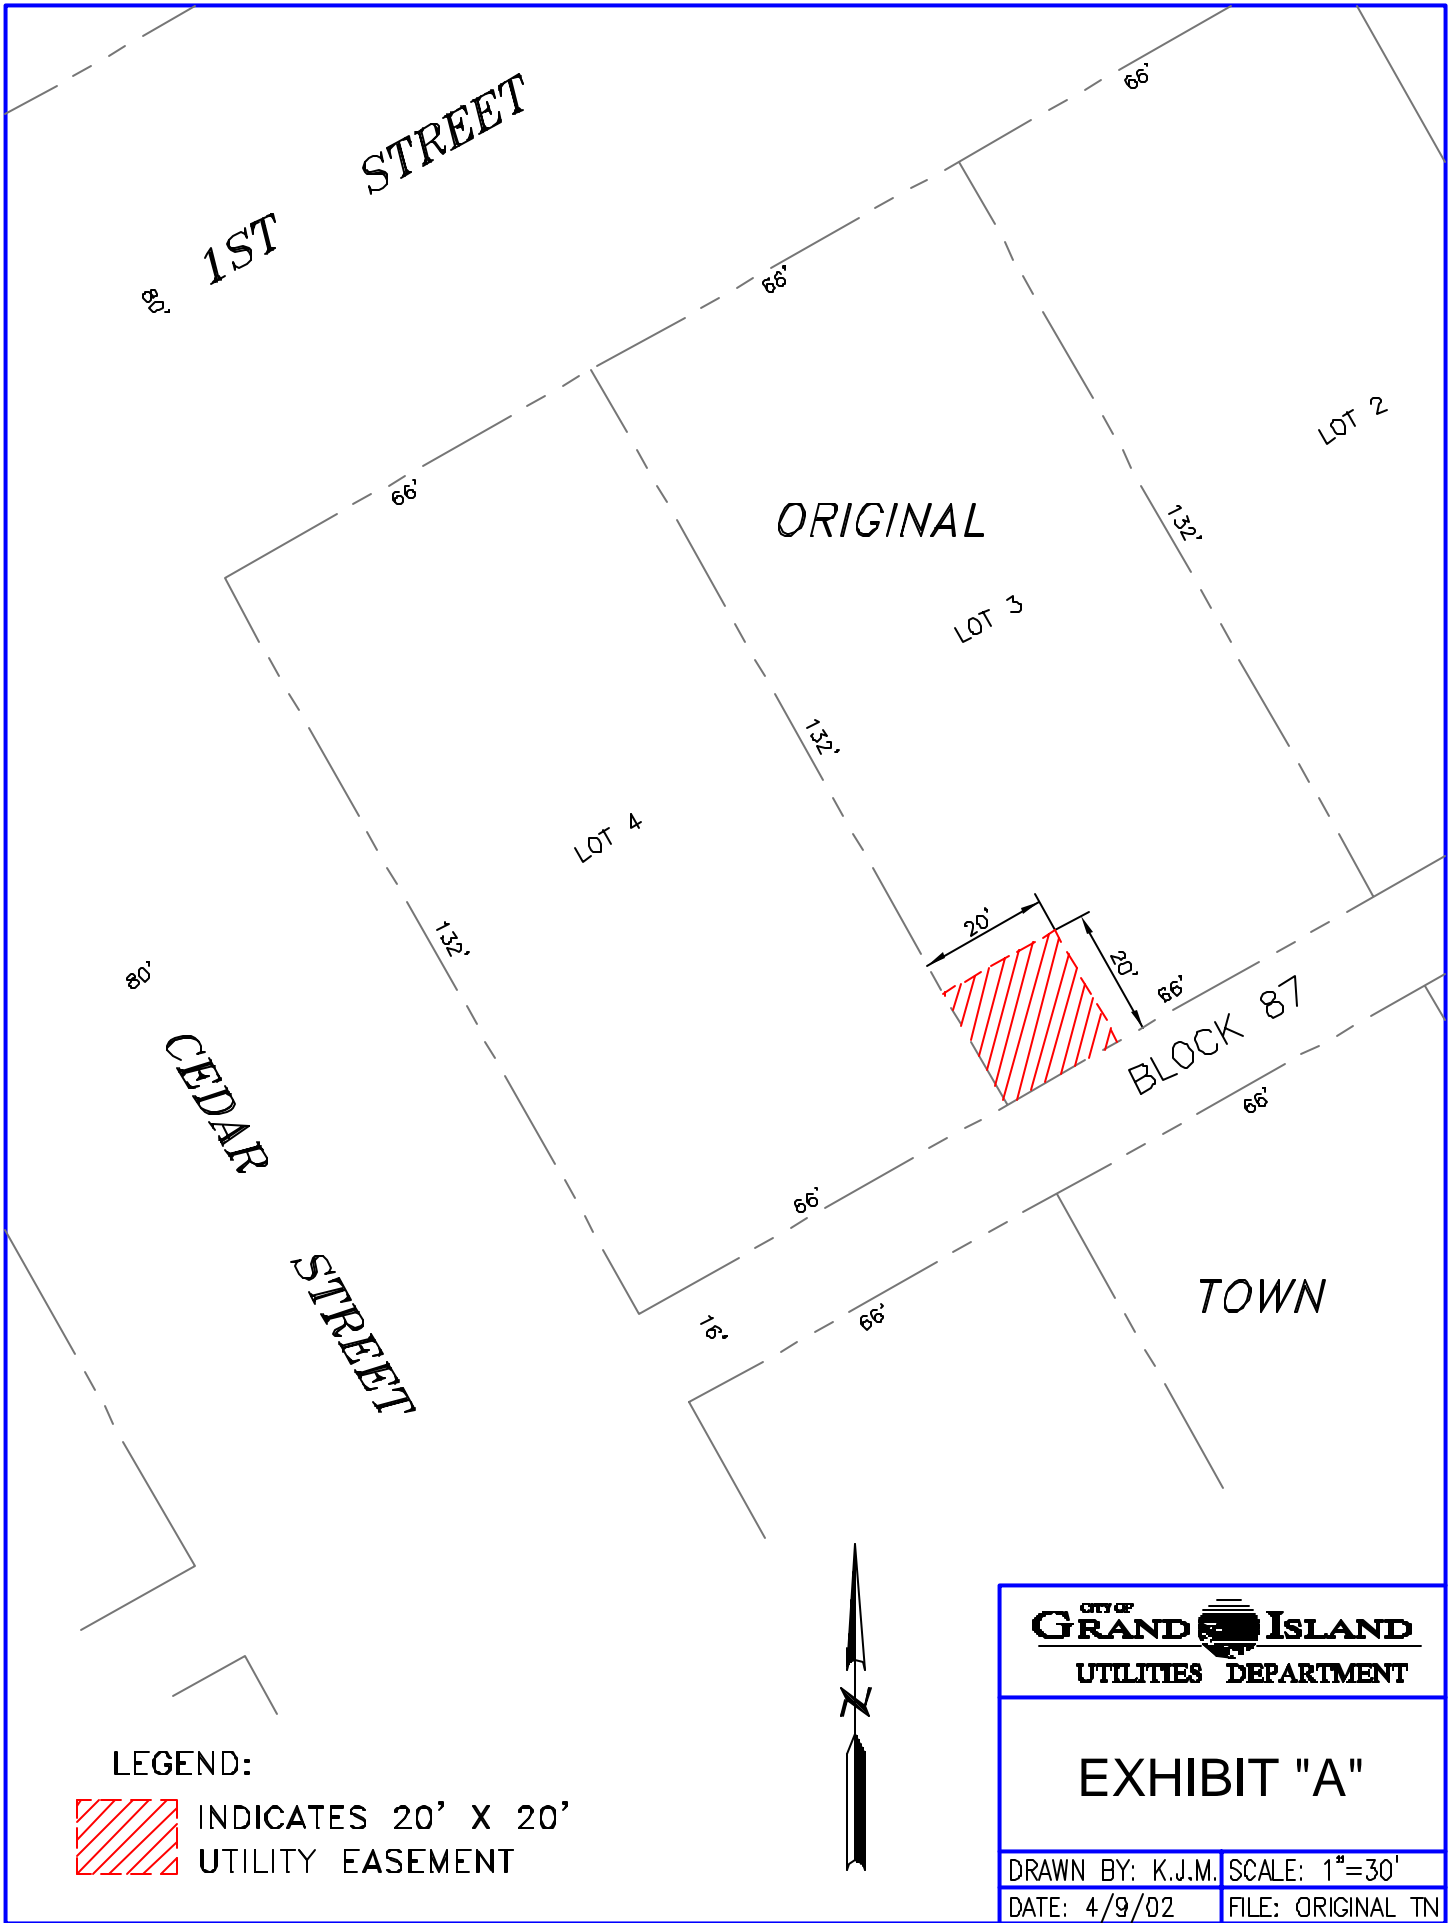 1ST STREET
80'
66'
66'
66'
LOT 2
ORIGINAL
132'
LOT 3
132'
LOT 4
132'
20'
20'
66'
BLOCK 87
80'
CEDAR STREET
66'
66'
66'
16'
TOWN
N
LEGEND:
INDICATES 20' X 20'
UTILITY EASEMENT
CITY OF
GRAND ISLAND
UTILITIES DEPARTMENT
EXHIBIT "A"
DRAWN BY: K.J.M. SCALE: 1"=30'
DATE: 4/9/02 FILE: ORIGINAL TN